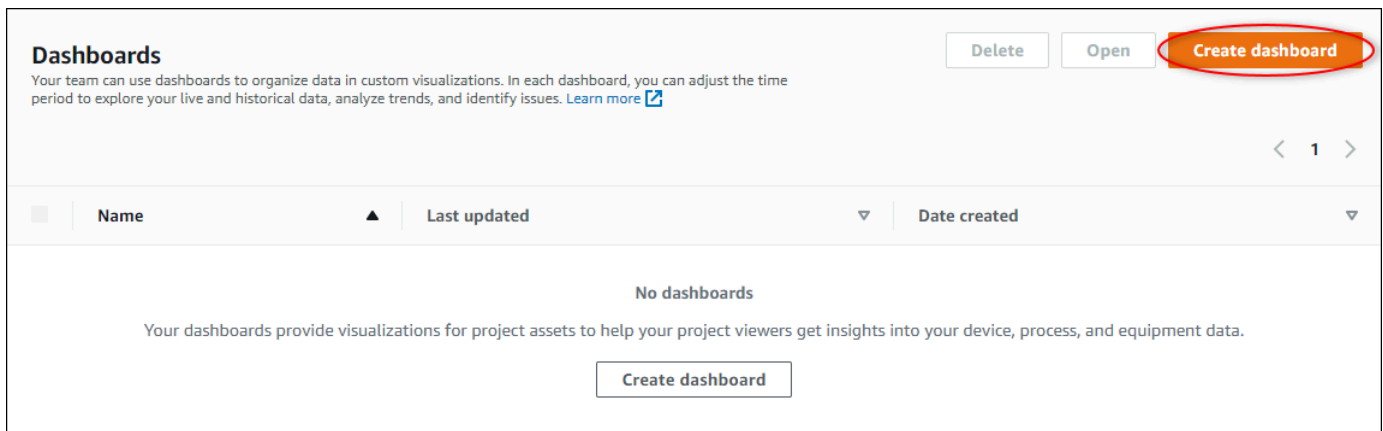 Dashboards
Delete
Open
Create dashboard
Your team can use dashboards to organize data in custom visualizations. In each dashboard, you can adjust the time
period to explore your live and historical data, analyze trends, and identify issues. Learn more
1
Name
Last updated
Date created
No dashboards
Your dashboards provide visualizations for project assets to help your project viewers get insights into your device, process, and equipment data.
Create dashboard